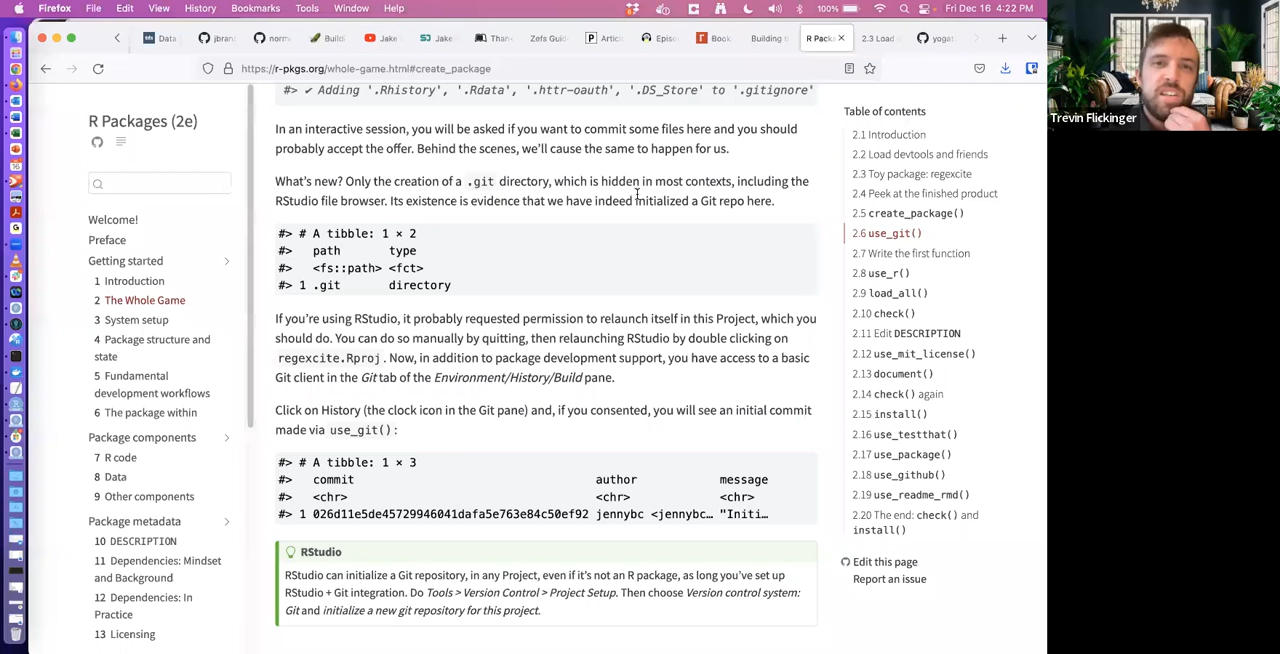 Firefox File Edit View History Bookmarks Tools Window Help
100% Fri Dec 16 4:22 PM
Data jbran norm Buildi Jake Jake Than Zefs Guid Artic Epise Book Building R Pack 2.3 Load yogat
https://r-pkgs.org/whole-game.html#create_package
Trevin Flickinger
R Packages (2e)
Welcome!
Preface
Getting started
1 Introduction
2 The Whole Game
3 System setup
4 Package structure and
state
5 Fundamental
development workflows
6 The package within
Package components
7 R code
8 Data
9 Other components
Package metadata
10 DESCRIPTION
11 Dependencies: Mindset
and Background
12 Dependencies: In
Practice
13 Licensing
#> ✔ Adding '.Rhistory', '.Rdata', '.httr-oauth', '.DS_Store' to '.gitignore'
In an interactive session, you will be asked if you want to commit some files here and you should
probably accept the offer. Behind the scenes, we'll cause the same to happen for us.
What's new? Only the creation of a .git directory, which is hidden in most contexts, including the
RStudio file browser. Its existence is evidence that we have indeed initialized a Git repo here.
#> # A tibble: 1 × 2
#> path type
#> <fs::path> <fct>
#> 1 .git directory
If you're using RStudio, it probably requested permission to relaunch itself in this Project, which you
should do. You can do so manually by quitting, then relaunching RStudio by double clicking on
regexcite.Rproj. Now, in addition to package development support, you have access to a basic
Git client in the Git tab of the Environment/History/Build pane.
Click on History (the clock icon in the Git pane) and, if you consented, you will see an initial commit
made via use_git():
#> # A tibble: 1 × 3
#> commit author message
#> <chr> <chr> <chr>
#> 1 026d11e5de45729946041dafa5e763e84c50ef92 jennybc <jennybc… "Initi…
RStudio
RStudio can initialize a Git repository, in any Project, even if it's not an R package, as long you've set up
RStudio + Git integration. Do Tools > Version Control > Project Setup. Then choose Version control system:
Git and initialize a new git repository for this project.
Table of contents
2.1 Introduction
2.2 Load devtools and friends
2.3 Toy package: regexcite
2.4 Peek at the finished product
2.5 create_package()
2.6 use_git()
2.7 Write the first function
2.8 use_r()
2.9 load_all()
2.10 check()
2.11 Edit DESCRIPTION
2.12 use_mit_license()
2.13 document()
2.14 check() again
2.15 install()
2.16 use_testthat()
2.17 use_package()
2.18 use_github()
2.19 use_readme_rmd()
2.20 The end: check() and
install()
Edit this page
Report an issue